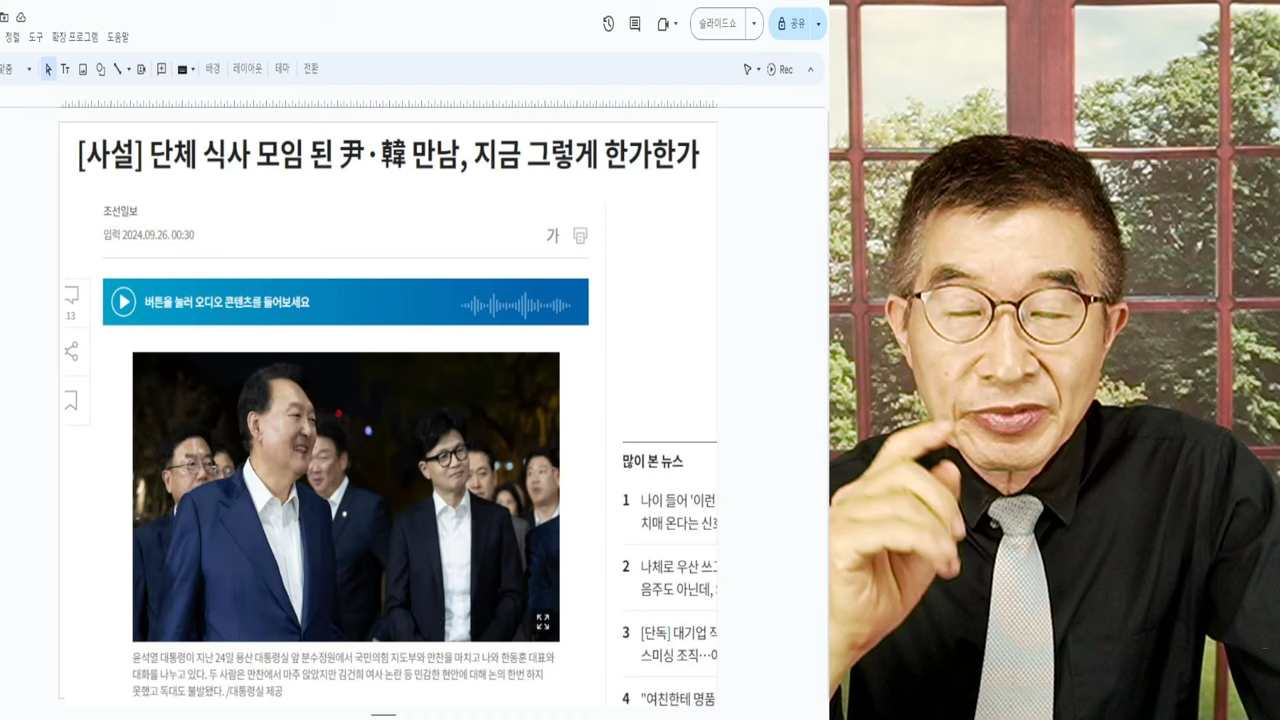 정렬 도구 확장 프로그램 도움말
슬라이드쇼
공유
맞춤
Tr
배경 레이아웃 테마 전환
Rec
[사설] 단체 식사 모임 된 尹·韓 만남, 지금 그렇게 한가한가
조선일보
입력 2024.09.26. 00:30
가
버튼을 눌러 오디오 콘텐츠를 들어보세요
13
윤석열 대통령이 지난 24일 용산 대통령실 앞 분수정원에서 국민의힘 지도부와 만찬을 마치고 나와 한동훈 대표와
대화를 나누고 있다. 두 사람은 만찬에서 마주 앉았지만 김건희 여사 논란 등 민감한 현안에 대해 논의 한번 하지
못했고 독대도 불발됐다. /대통령실 제공
많이 본 뉴스
1 나이 들어 '이런
치매 온다는 신호
2 나체로 우산 쓰고
음주도 아닌데,
3 [단독] 대기업 직
스미싱 조직…
4 "여친한테 명품